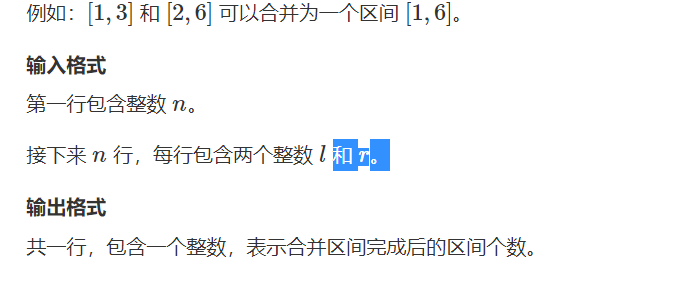 例如：[1, 3] 和 [2, 6] 可以合并为一个区间 [1, 6]。
输入格式
第一行包含整数 n。
接下来 n 行，每行包含两个整数 l 和 r。
输出格式
共一行，包含一个整数，表示合并区间完成后的区间个数。